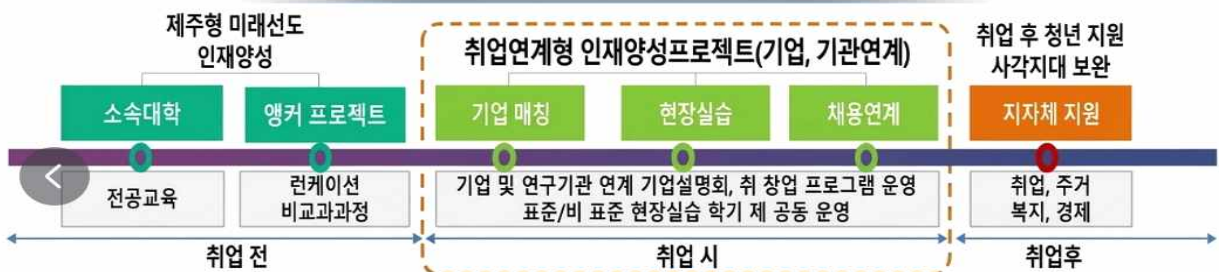 제주형 미래선도
인재양성
취업연계형 인재양성프로젝트(기업, 기관연계)
취업 후 청년 지원
사각지대 보완
소속대학
앵커 프로젝트
기업 매칭
현장실습
채용연계
지자체 지원
전공교육
런케이션
비교과과정
기업 및 연구기관 연계 기업설명회, 취 창업 프로그램 운영
표준/비 표준 현장실습 학기 제 공동 운영
취업, 주거
복지, 경제
취업 전
취업 시
취업후